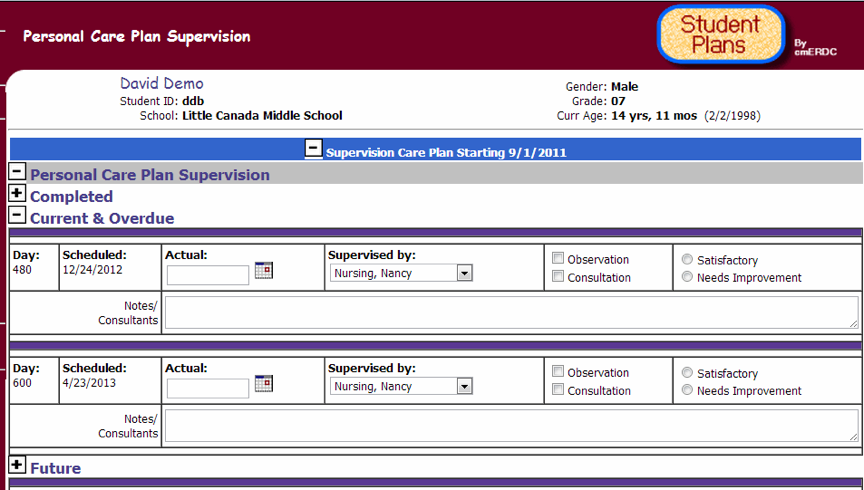 Personal Care Plan Supervision
Student
Plans
By
cmERDC
David Demo
Student ID: ddb
School: Little Canada Middle School
Gender: Male
Grade: 07
Curr Age: 14 yrs, 11 mos (2/2/1998)
Supervision Care Plan Starting 9/1/2011
Personal Care Plan Supervision
Completed
Current & Overdue
Day: Scheduled: Actual: Supervised by:
480 12/24/2012 Nursing, Nancy
Observation Satisfactory
Consultation Needs Improvement
Notes/
Consultants
Day: Scheduled: Actual: Supervised by:
600 4/23/2013 Nursing, Nancy
Observation Satisfactory
Consultation Needs Improvement
Notes/
Consultants
Future